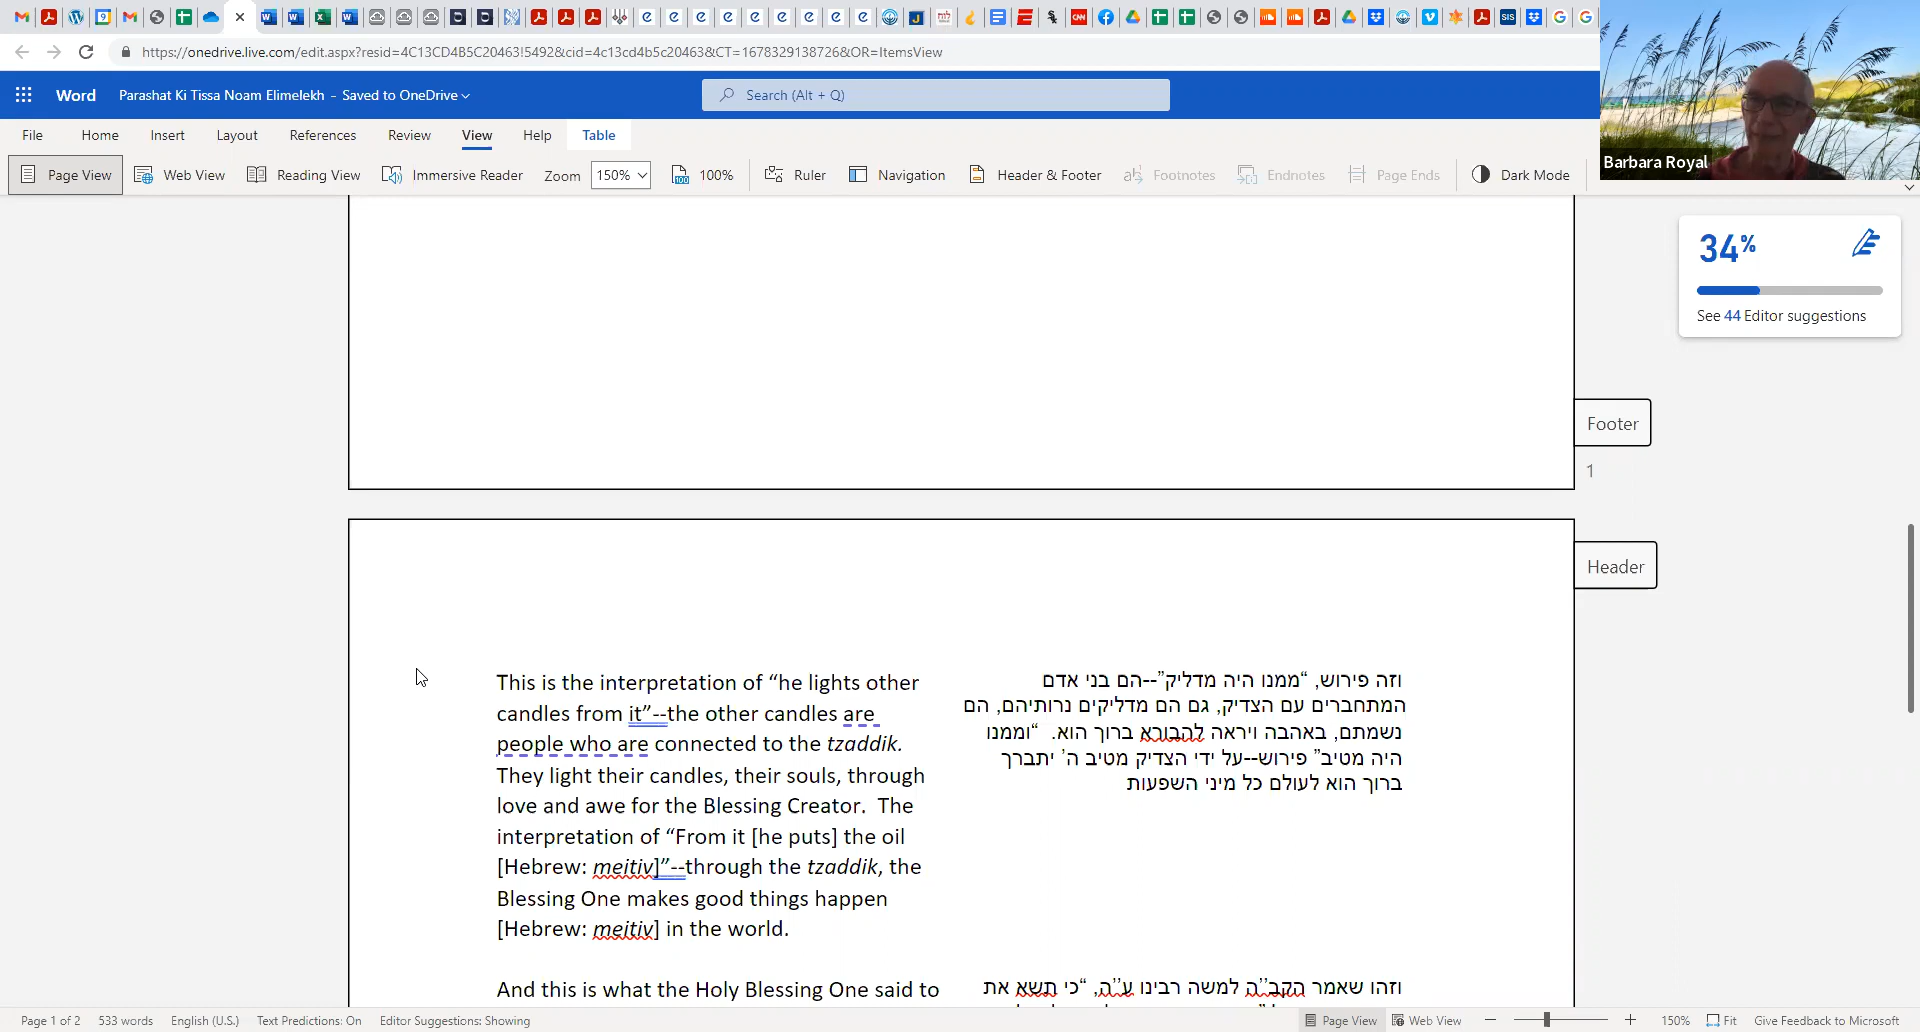 https://onedrive.live.com/edit.aspx?resid=4C13CD4B5C20463!5492&cid=4c13cd4b5c20463&CT=1678329138726&OR=ItemsView
Word Parashat Ki Tissa Noam Elimelekh - Saved to OneDrive
Search (Alt + Q)
File Home Insert Layout References Review View Help Table
Page View Web View Reading View Immersive Reader Zoom 150% 100% Ruler Navigation Header & Footer Footnotes Endnotes Page Ends Dark Mode
Barbara Royal
34%
See 44 Editor suggestions
Footer
1
Header
This is the interpretation of “he lights other
candles from it”--the other candles are
people who are connected to the tzaddik.
They light their candles, their souls, through
love and awe for the Blessing Creator. The
interpretation of “From it [he puts] the oil
[Hebrew: meitiv]”--through the tzaddik, the
Blessing One makes good things happen
[Hebrew: meitiv] in the world.
And this is what the Holy Blessing One said to
וזה פירוש, “ממנו היה מדליק”--הם בני אדם
המתחברים עם הצדיק, גם הם מדליקים נרותיהם, הם
נשמתם, באהבה ויראה להבורא ברוך הוא. “וממנו
היה מטיב” פירוש--על ידי הצדיק מטיב ה’ יתברך
ברוך הוא לעולם כל מיני השפעות
וזהו שאמר הקב’’ה למשה רבינו ע’’ה, “כי תשא את
Page 1 of 2 533 words English (U.S.) Text Predictions: On Editor Suggestions: Showing
Page View Web View 150% Fit Give Feedback to Microsoft